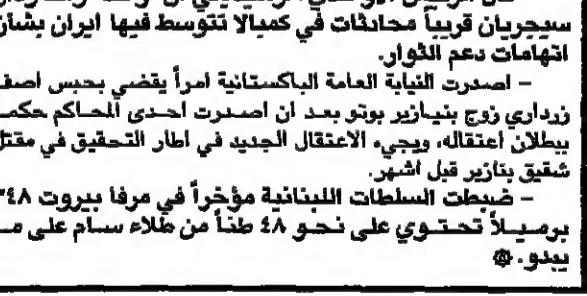 سيجريان قريباً محادثات في كمبالا تتوسط فيها ايران بشأن
اتهامات دعم الثوار.
– اصدرت النيابة العامة الباكستانية امراً يقضي بحبس اصف
زرداري زوج بنيازير بوتو بعد ان اصدرت احدى المحاكم حكماً
ببطلان اعتقاله، ويجيء الاعتقال الجديد في اطار التحقيق في مقتل
شقيق بنازير قبل اشهر.
– ضبطت السلطات اللبنانية مؤخراً في مرفا بيروت ٣٤٨
برميلاً تحتوي على نحو ٤٨ طناً من طلاء سام على ما
يبدو.